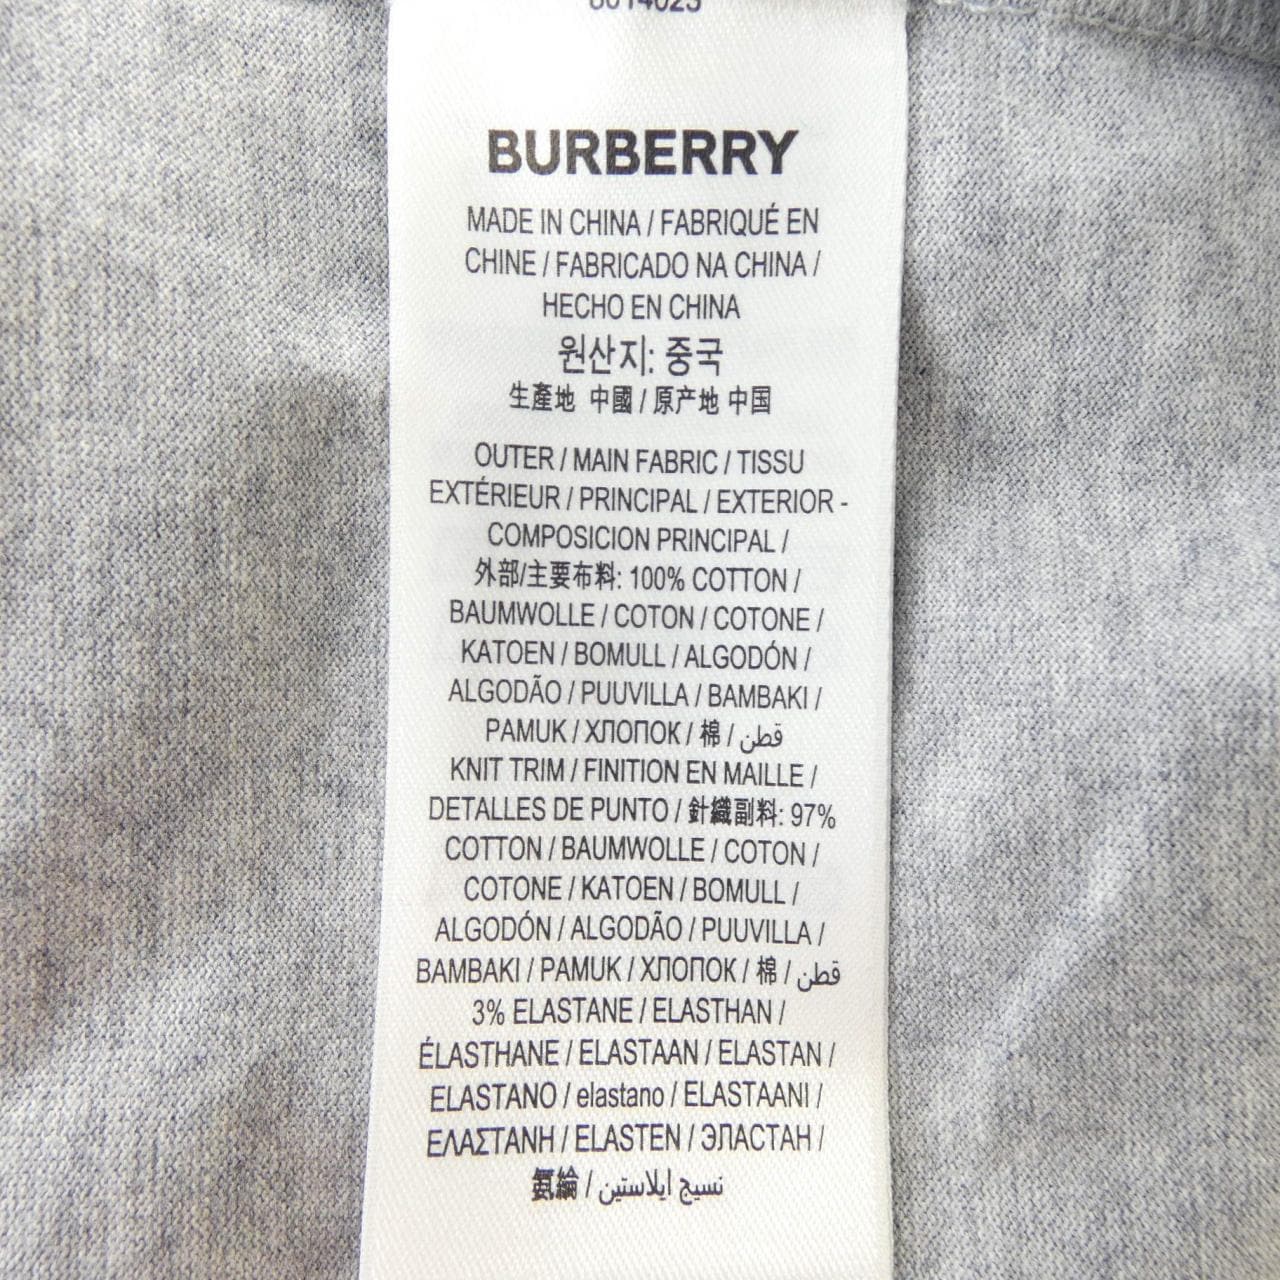 8014023
BURBERRY
MADE IN CHINA / FABRIQUÉ EN
CHINE / FABRICADO NA CHINA /
HECHO EN CHINA
원산지: 중국
生產地 中國 / 原产地 中国
OUTER / MAIN FABRIC / TISSU
EXTÉRIEUR / PRINCIPAL / EXTERIOR -
COMPOSICION PRINCIPAL /
外部/主要布料: 100% COTTON /
BAUMWOLLE / COTON / COTONE /
KATOEN / BOMULL / ALGODÓN /
ALGODÃO / PUUVILLA / BAMBAKI /
PAMUK / ХЛОПОК / 棉 / قطن
KNIT TRIM / FINITION EN MAILLE /
DETALLES DE PUNTO / 針織副料: 97%
COTTON / BAUMWOLLE / COTON /
COTONE / KATOEN / BOMULL /
ALGODÓN / ALGODÃO / PUUVILLA /
BAMBAKI / PAMUK / ХЛОПОК / 棉 / قطن
3% ELASTANE / ELASTHAN /
ÉLASTHANE / ELASTAAN / ELASTAN /
ELASTANO / elastano / ELASTAANI /
ΕΛΑΣΤΑΝΗ / ELASTEN / ЭЛАСТАН /
氨綸 / نسيج ايلاستين